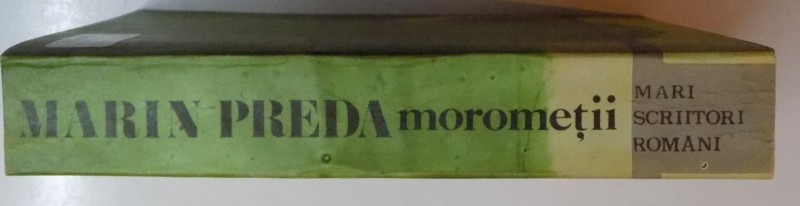 MARIN PREDA moromeții
MARI
SCRIITORI
ROMÂNI